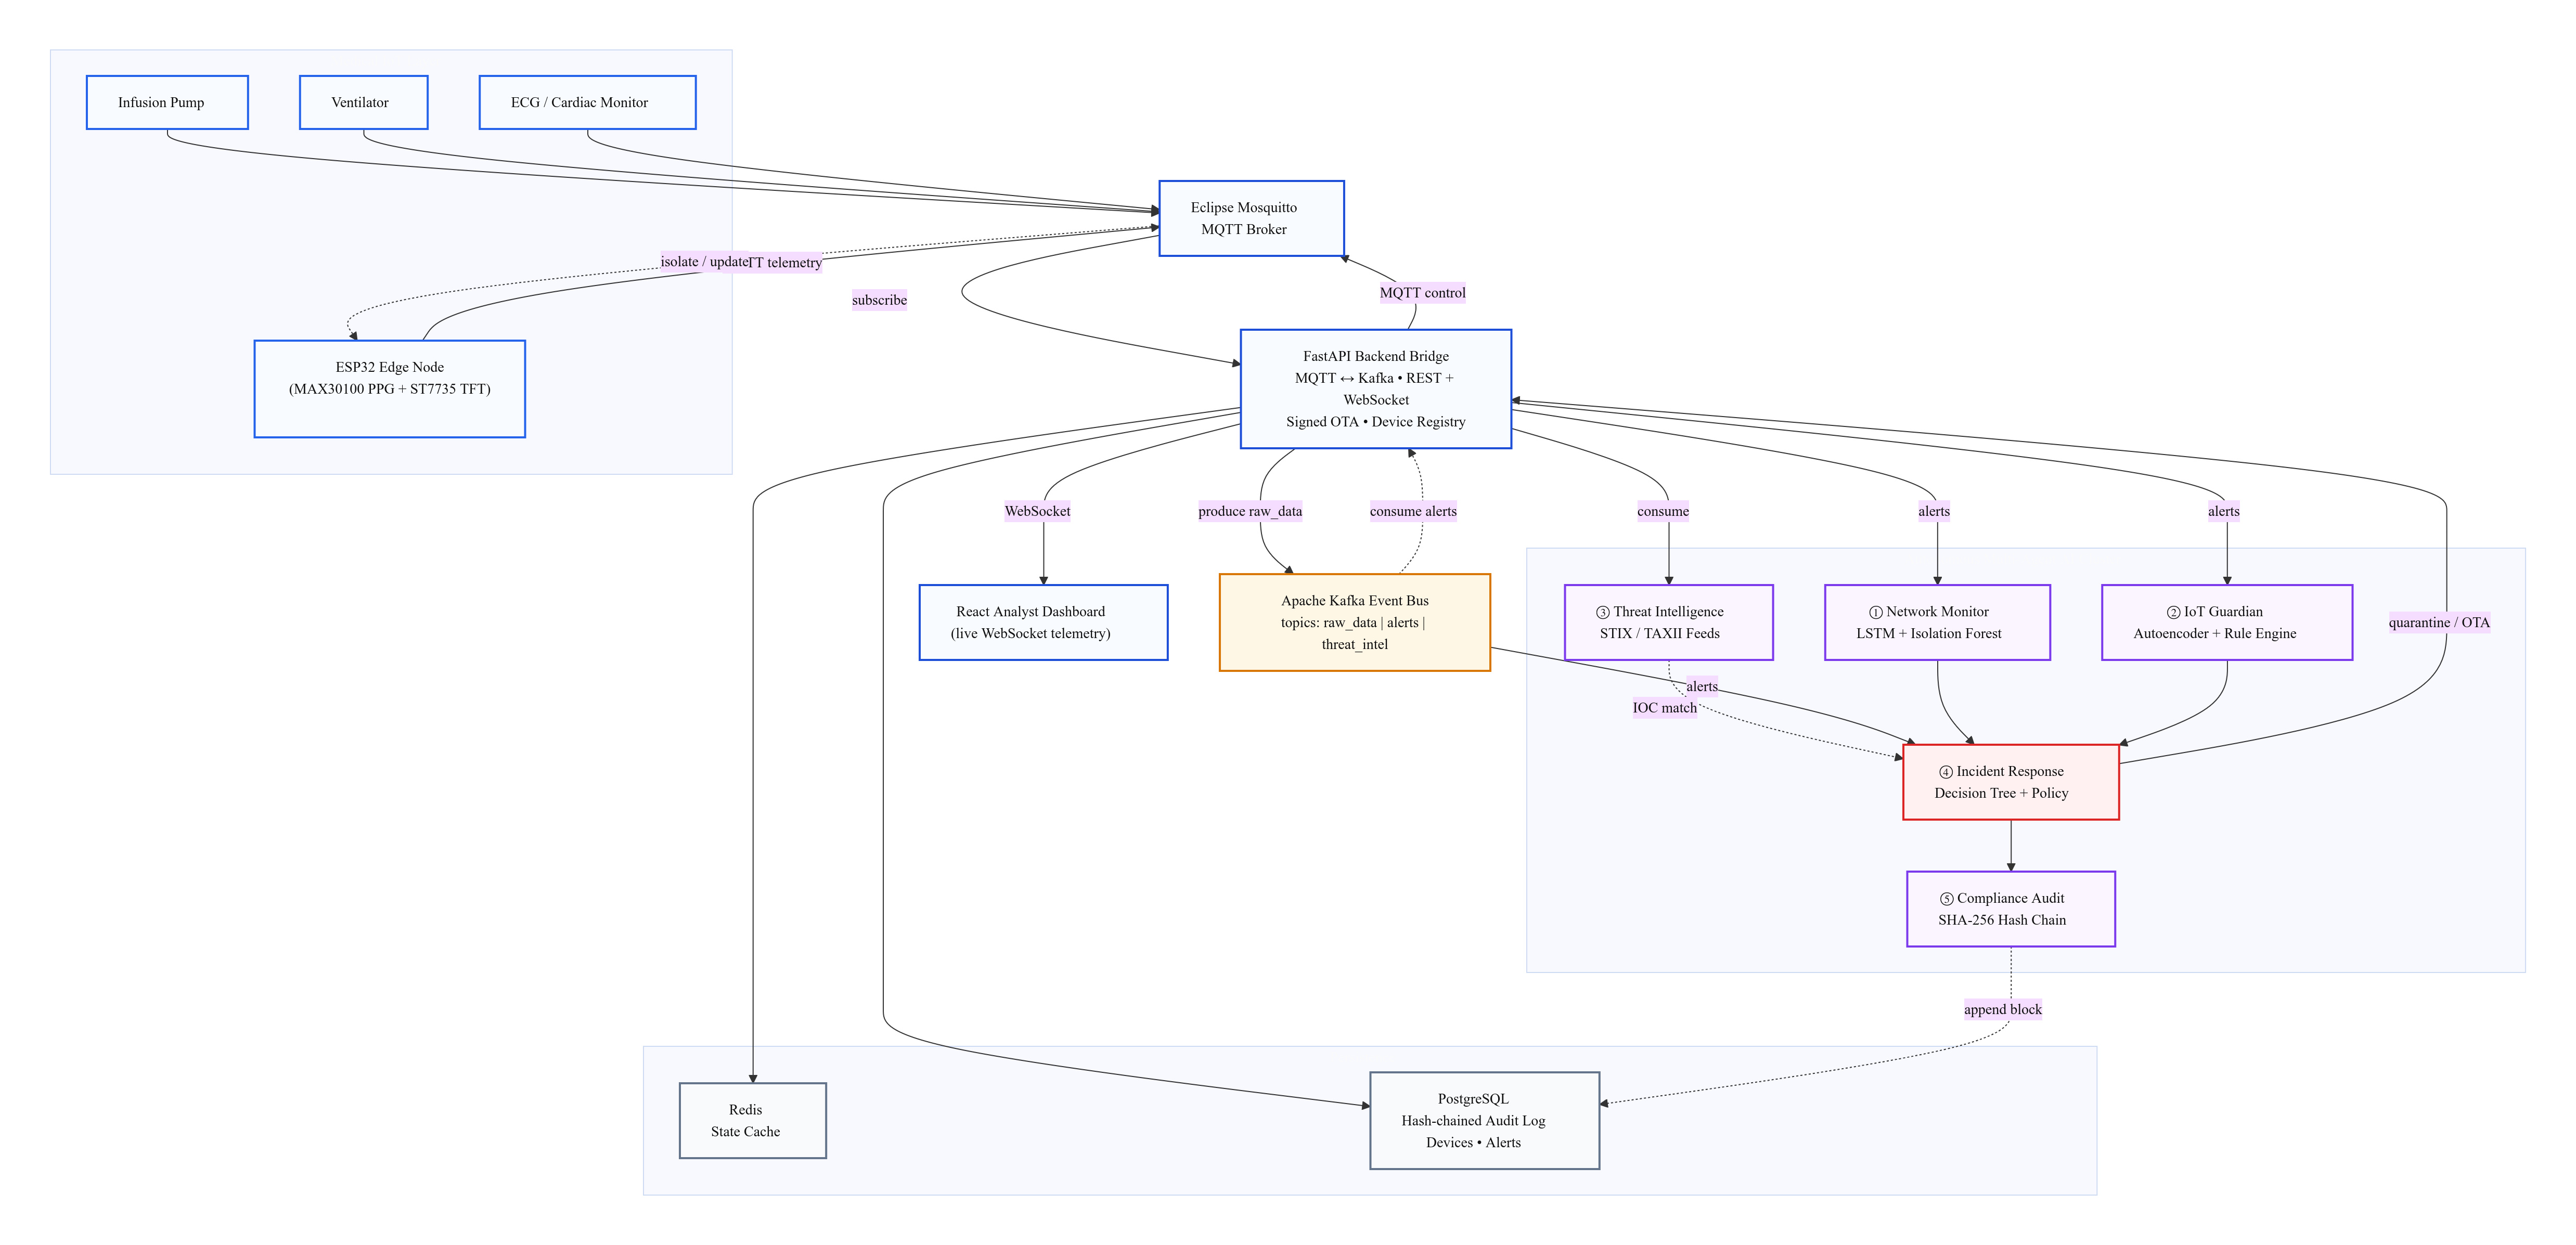 Infusion Pump
Ventilator
ECG / Cardiac Monitor
Eclipse Mosquitto
MQTT Broker
isolate / update
telemetry
subscribe
MQTT control
ESP32 Edge Node
(MAX30100 PPG + ST7735 TFT)
FastAPI Backend Bridge
MQTT ↔ Kafka • REST +
WebSocket
Signed OTA • Device Registry
WebSocket
produce raw_data
consume alerts
consume
alerts
alerts
React Analyst Dashboard
(live WebSocket telemetry)
Apache Kafka Event Bus
topics: raw_data | alerts |
threat_intel
③ Threat Intelligence
STIX / TAXII Feeds
① Network Monitor
LSTM + Isolation Forest
② IoT Guardian
Autoencoder + Rule Engine
quarantine / OTA
alerts
IOC match
④ Incident Response
Decision Tree + Policy
⑤ Compliance Audit
SHA-256 Hash Chain
append block
Redis
State Cache
PostgreSQL
Hash-chained Audit Log
Devices • Alerts